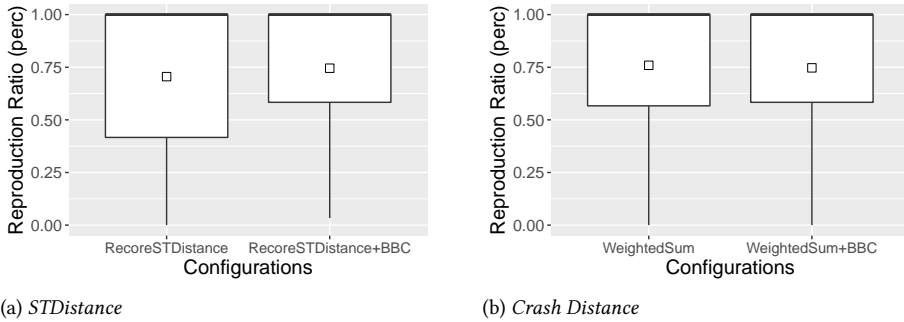 Reproduction Ratio (perc)
1.00
0.75
0.50
0.25
0.00
RecoreSTDistance RecoreSTDistance+BBC
Configurations
(a) STDistance
Reproduction Ratio (perc)
1.00
0.75
0.50
0.25
0.00
WeightedSum WeightedSum+BBC
Configurations
(b) Crash Distance